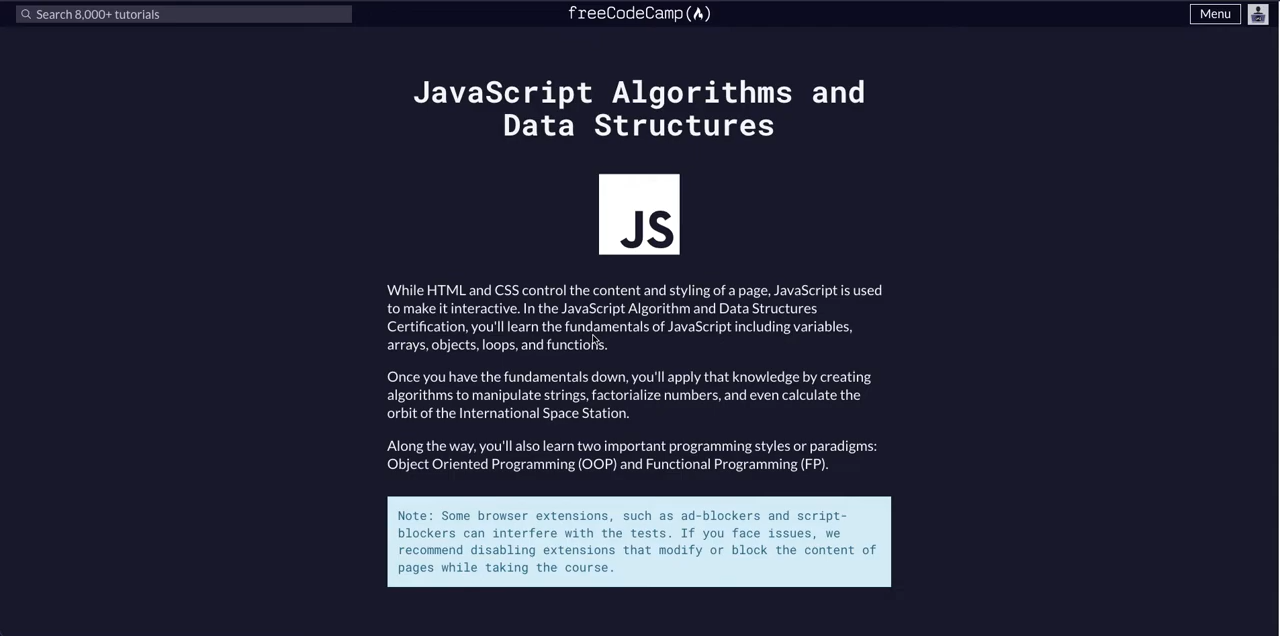 Search 8,000+ tutorials
freeCodeCamp(🔥)
Menu
JavaScript Algorithms and
Data Structures
JS
While HTML and CSS control the content and styling of a page, JavaScript is used
to make it interactive. In the JavaScript Algorithm and Data Structures
Certification, you'll learn the fundamentals of JavaScript including variables,
arrays, objects, loops, and functions.
Once you have the fundamentals down, you'll apply that knowledge by creating
algorithms to manipulate strings, factorialize numbers, and even calculate the
orbit of the International Space Station.
Along the way, you'll also learn two important programming styles or paradigms:
Object Oriented Programming (OOP) and Functional Programming (FP).
Note: Some browser extensions, such as ad-blockers and script-
blockers can interfere with the tests. If you face issues, we
recommend disabling extensions that modify or block the content of
pages while taking the course.